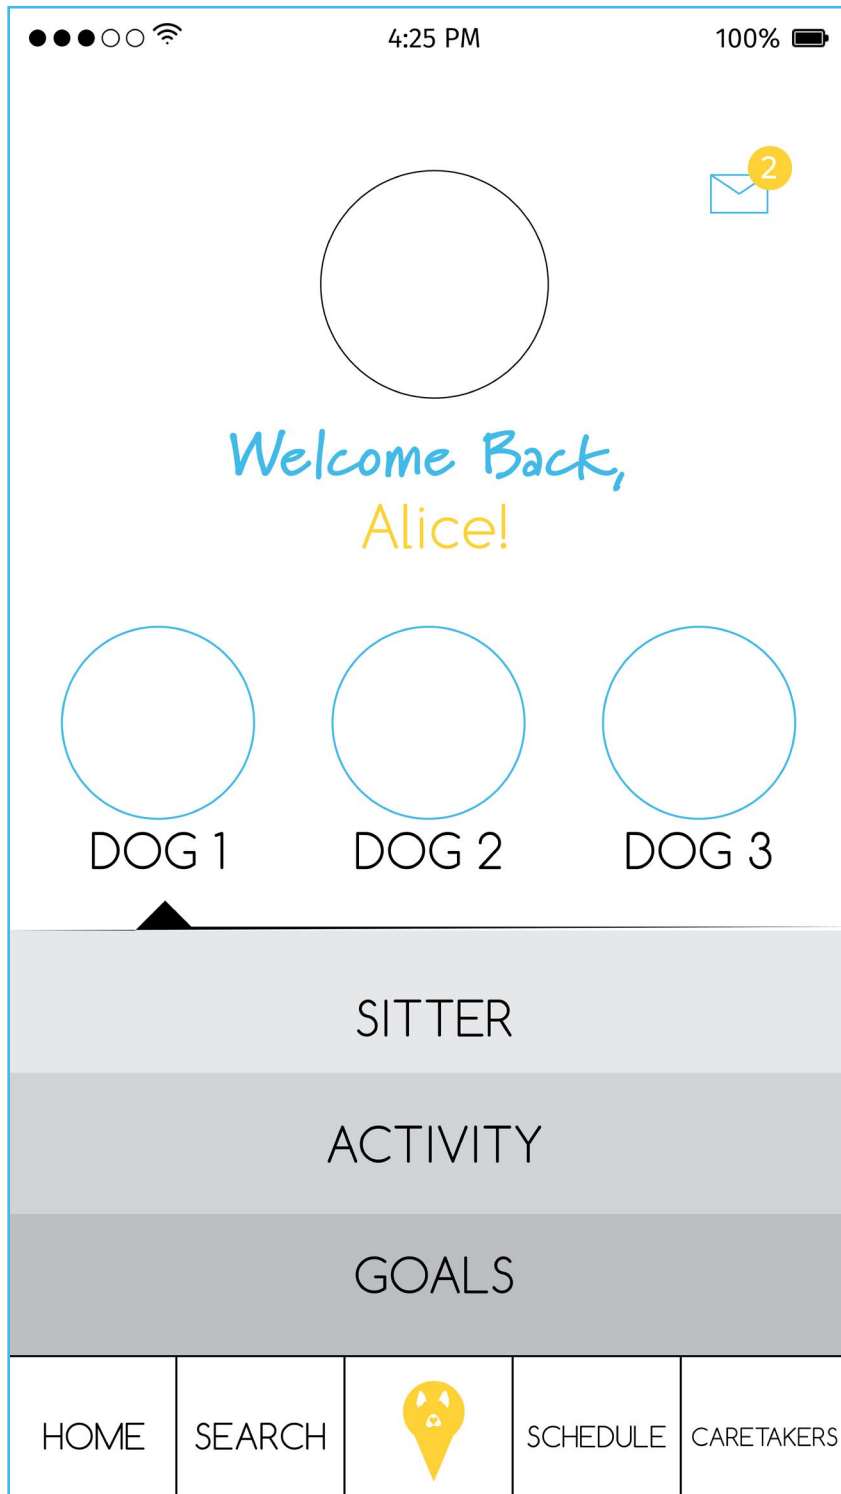 4:25 PM 100%
2
Welcome Back,
Alice!
DOG 1 DOG 2 DOG 3
SITTER
ACTIVITY
GOALS
HOME SEARCH SCHEDULE CARETAKERS